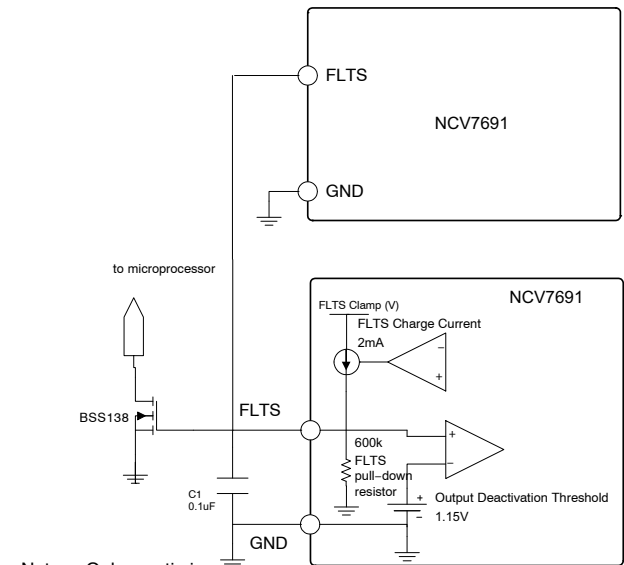 FLTS
NCV7691
GND
to microprocessor
NCV7691
FLTS Clamp (V)
FLTS Charge Current
2mA
−
+
BSS138
FLTS
+
600k
FLTS
pull−down
resistor
−
+
Output Deactivation Threshold
−
1.15V
C1
0.1uF
GND